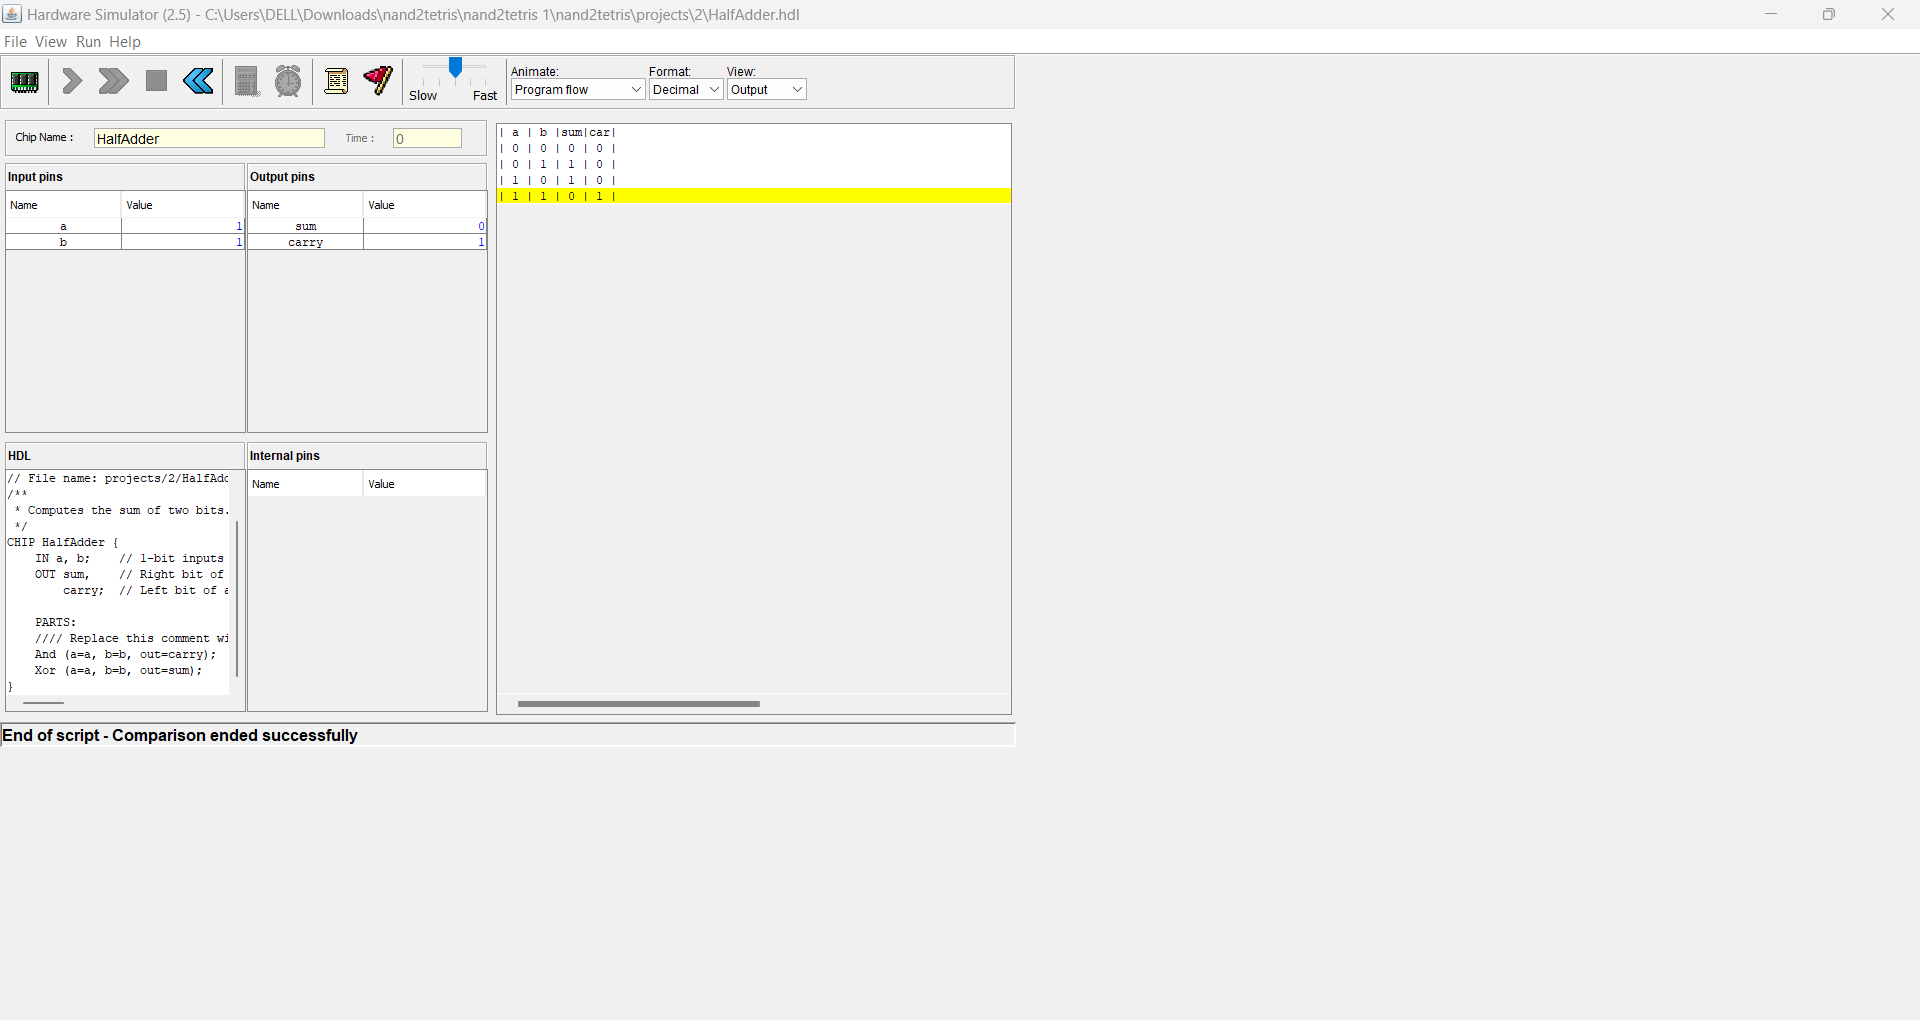 Hardware Simulator (2.5) - C:\Users\DELL\Downloads\nand2tetris\nand2tetris 1\nand2tetris\projects\2\HalfAdder.hdl
File View Run Help
Slow Fast
Animate: Format: View:
Program flow Decimal Output
Chip Name : HalfAdder Time : 0
Input pins
Name Value
a 1
b 1
Output pins
Name Value
sum 0
carry 1
| a | b |sum|car|
| 0 | 0 | 0 | 0 |
| 0 | 1 | 1 | 0 |
| 1 | 0 | 1 | 0 |
| 1 | 1 | 0 | 1 |
HDL
// File name: projects/2/HalfAdd
/**
* Computes the sum of two bits.
*/
CHIP HalfAdder {
IN a, b; // 1-bit inputs
OUT sum, // Right bit of
carry; // Left bit of a
PARTS:
//// Replace this comment wi
And (a=a, b=b, out=carry);
Xor (a=a, b=b, out=sum);
}
Internal pins
Name Value
End of script - Comparison ended successfully